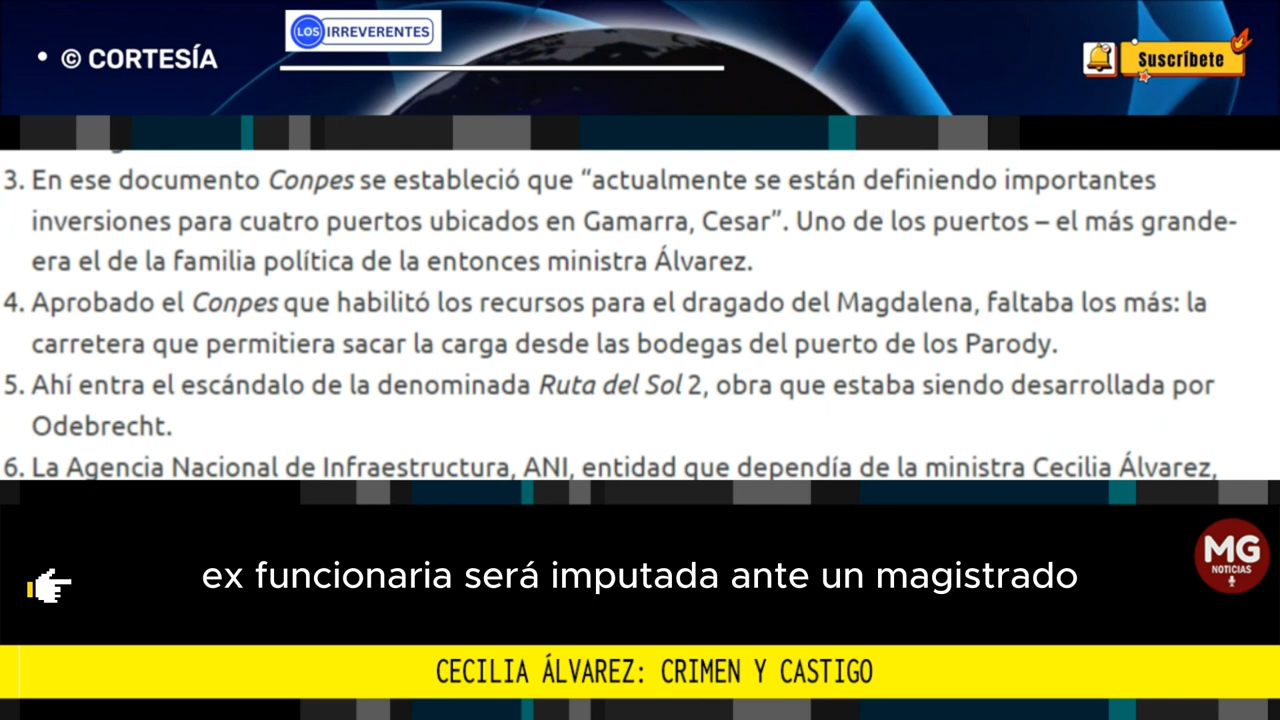 • © CORTESÍA
LOS IRREVERENTES
Suscríbete
3. En ese documento Conpes se estableció que “actualmente se están definiendo importantes
inversiones para cuatro puertos ubicados en Gamarra, Cesar”. Uno de los puertos – el más grande-
era el de la familia política de la entonces ministra Álvarez.
4. Aprobado el Conpes que habilitó los recursos para el dragado del Magdalena, faltaba los más: la
carretera que permitiera sacar la carga desde las bodegas del puerto de los Parody.
5. Ahí entra el escándalo de la denominada Ruta del Sol 2, obra que estaba siendo desarrollada por
Odebrecht.
6. La Agencia Nacional de Infraestructura, ANI, entidad que dependía de la ministra Cecilia Álvarez,
ex funcionaria será imputada ante un magistrado
MG
NOTICIAS
CECILIA ÁLVAREZ: CRIMEN Y CASTIGO